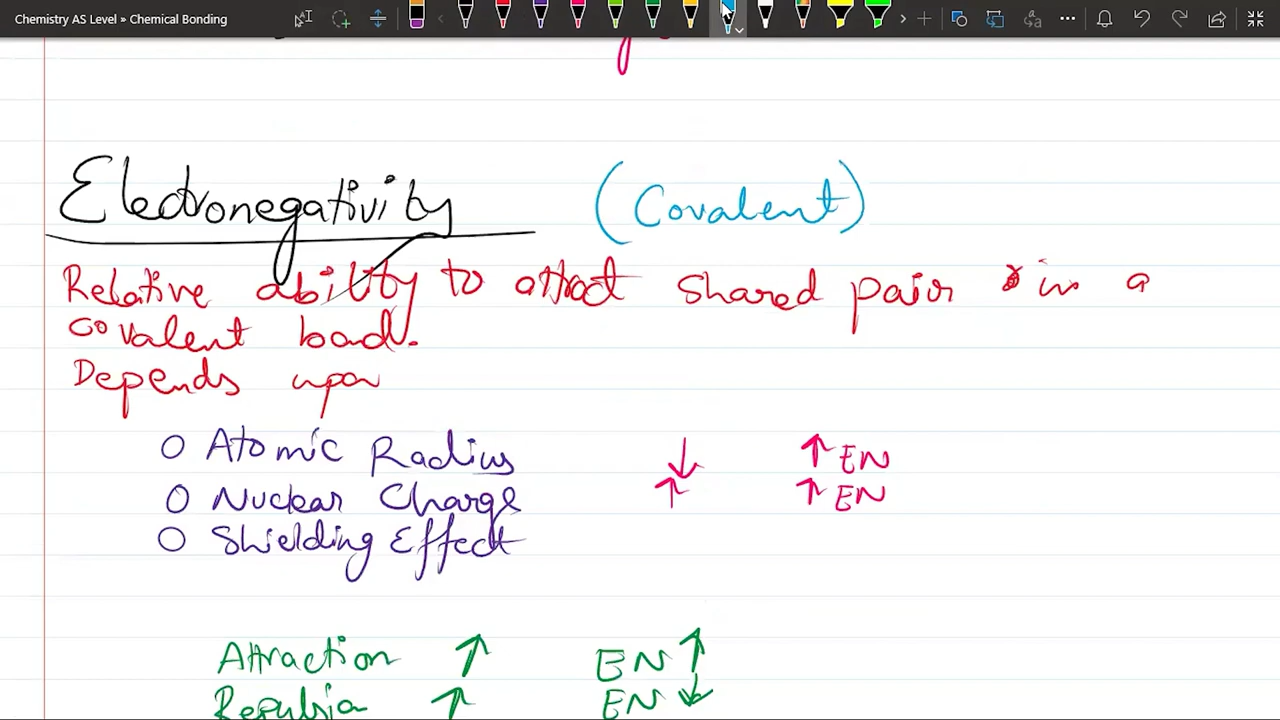 Chemistry AS Level » Chemical Bonding
Electronegativity (Covalent)
Relative ability to attract shared pair in a
covalent bond.
Depends upon
Atomic Radius ↓ ↑ EN
Nuclear Charge ↑ ↑ EN
Shielding Effect
Attraction ↑ EN ↑
Repulsion ↑ EN ↓